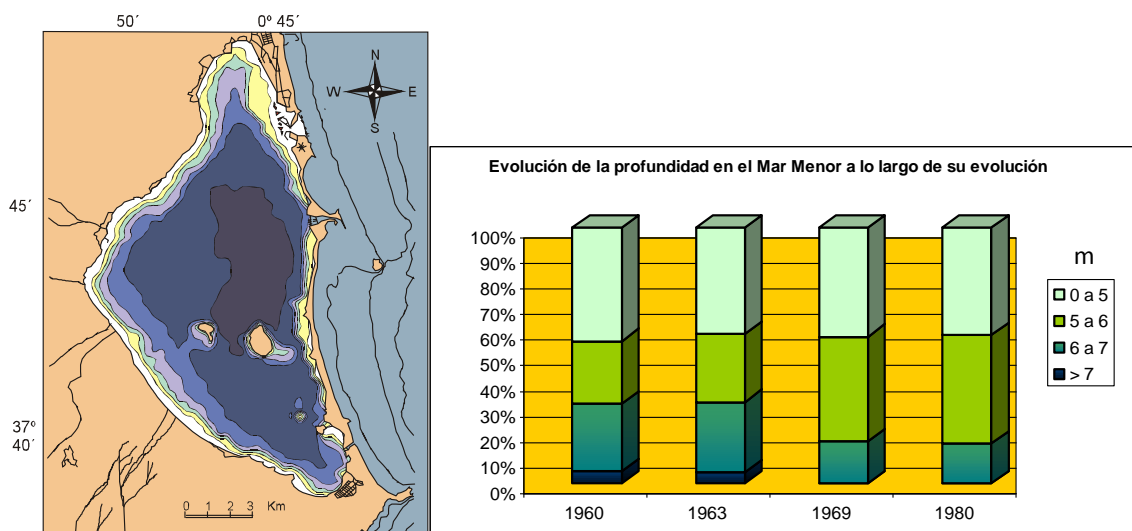 50´ 0º 45´
N
W E
S
45´
37º
40´
0 1 2 3 Km
Evolución de la profundidad en el Mar Menor a lo largo de su evolución
100%
90%
80%
70%
60%
50%
40%
30%
20%
10%
0%
1960 1963 1969 1980
m
0 a 5
5 a 6
6 a 7
> 7